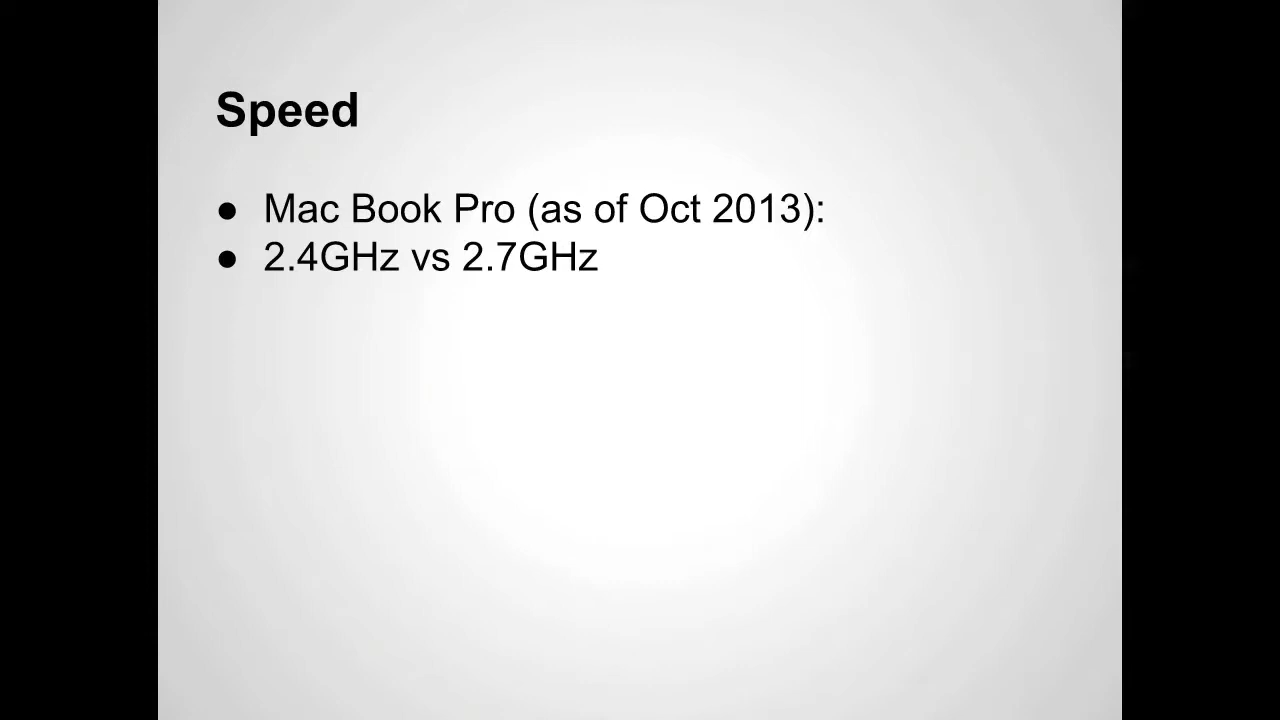 Speed
● Mac Book Pro (as of Oct 2013):
● 2.4GHz vs 2.7GHz